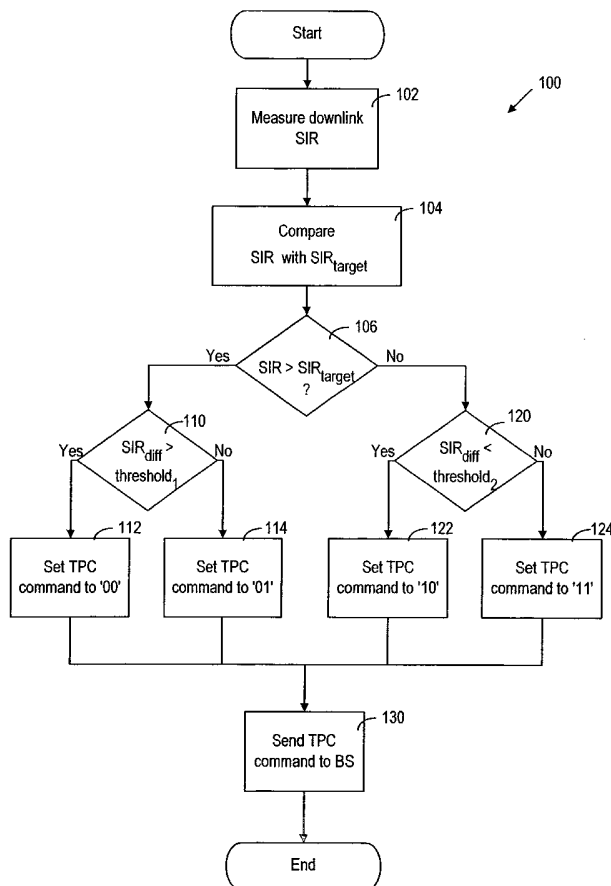 Start
102
100
Measure downlink
SIR
104
Compare
SIR with SIRtarget
106
Yes
No
SIR > SIRtarget
?
110
120
Yes
SIRdiff >
No
threshold1
Yes
SIRdiff <
No
threshold2
112
114
122
124
Set TPC
command to '00'
Set TPC
command to '01'
Set TPC
command to '10'
Set TPC
command to '11'
130
Send TPC
command to BS
End